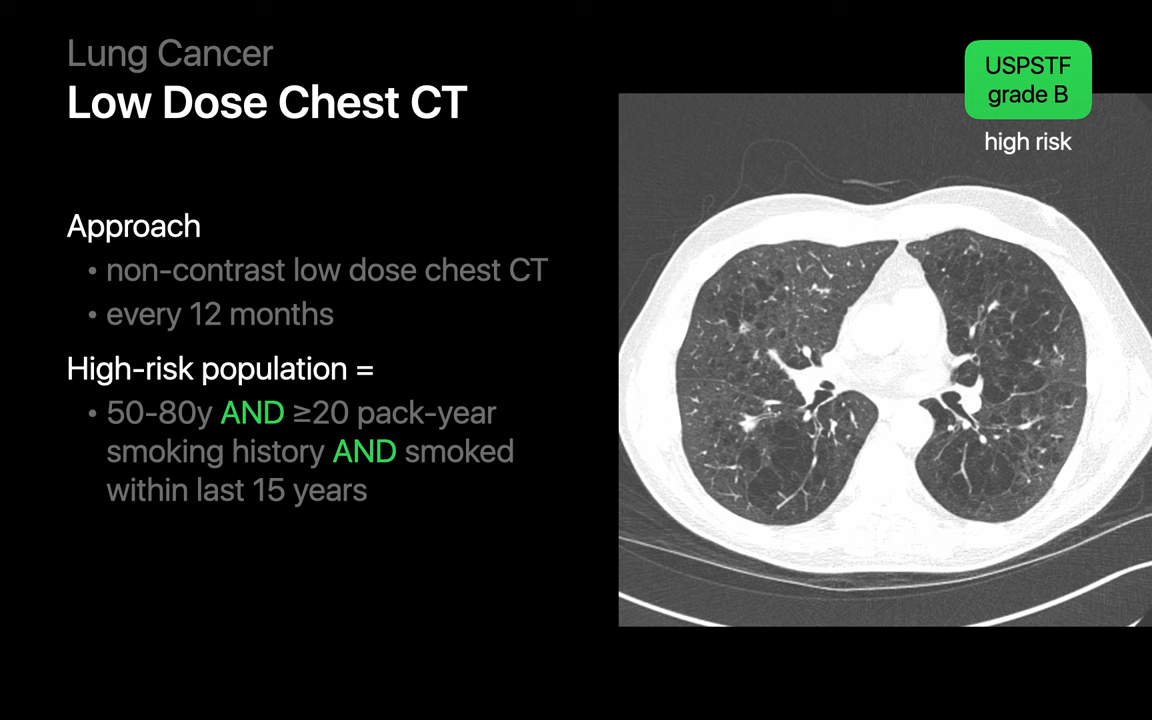 Lung Cancer
Low Dose Chest CT
USPSTF
grade B
high risk
Approach
• non-contrast low dose chest CT
• every 12 months
High-risk population =
• 50-80y AND ≥20 pack-year
smoking history AND smoked
within last 15 years